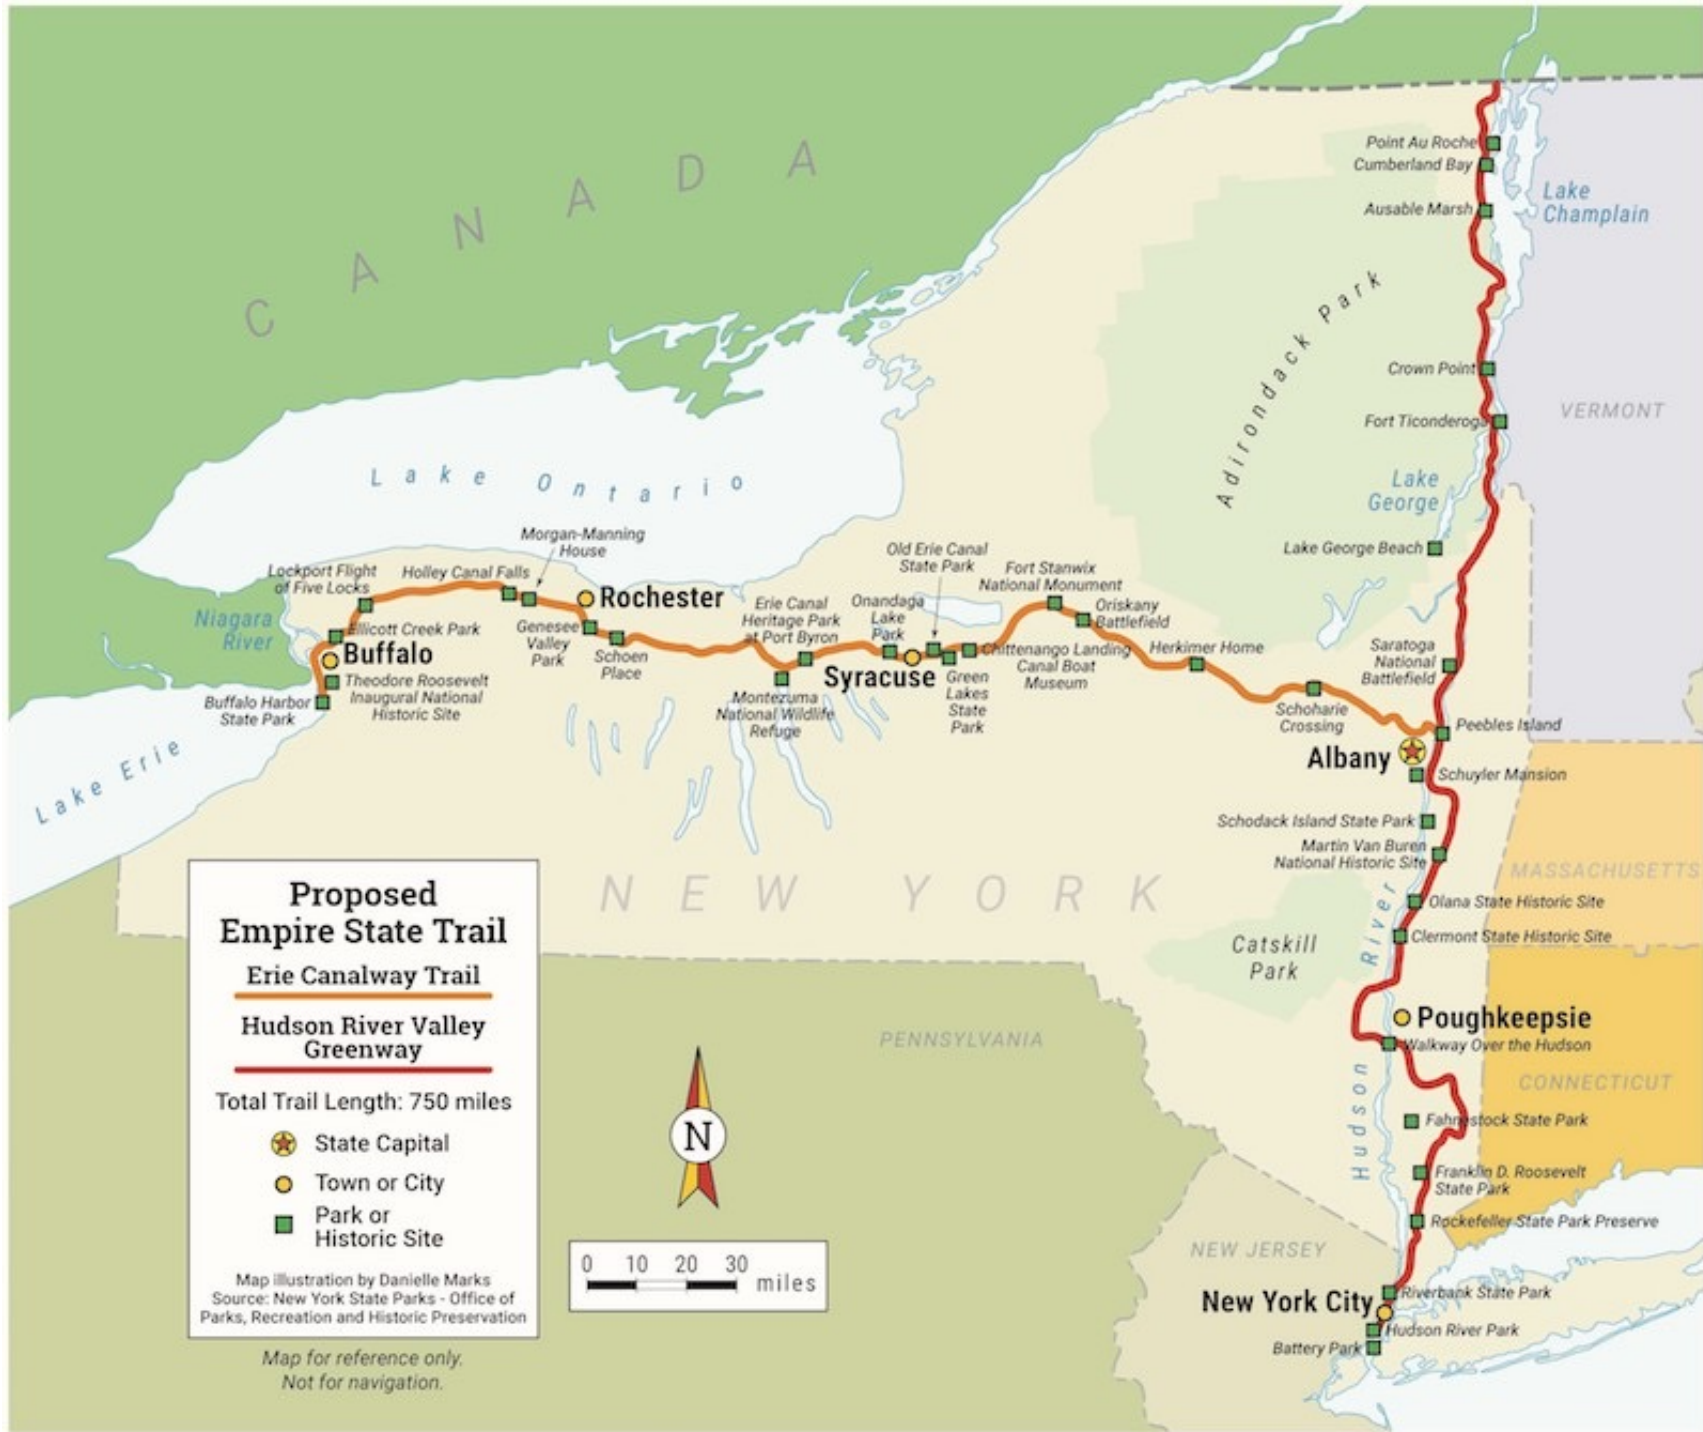 CANADA
Point Au Roche
Cumberland Bay
Ausable Marsh
Lake
Champlain
Adirondack Park
Crown Point
Fort Ticonderoga
VERMONT
Lake
George
Lake George Beach
Lake Ontario
Morgan-Manning
House
Lockport Flight
of Five Locks
Holley Canal Falls
Rochester
Niagara
River
Ellicott Creek Park
Buffalo
Theodore Roosevelt
Inaugural National
Historic Site
Buffalo Harbor
State Park
Lake Erie
Genesee
Valley
Park
Schoen
Place
Erie Canal
Heritage Park
at Port Byron
Montezuma
National Wildlife
Refuge
Onandaga
Lake
Park
Syracuse
Old Erie Canal
State Park
Green
Lakes
State
Park
Chittenango Landing
Canal Boat
Museum
Fort Stanwix
National Monument
Oriskany
Battlefield
Herkimer Home
Schoharie
Crossing
Saratoga
National
Battlefield
Peebles Island
Albany
Schuyler Mansion
Schodack Island State Park
Martin Van Buren
National Historic Site
MASSACHUSETTS
NEW YORK
Olana State Historic Site
Clermont State Historic Site
Catskill
Park
Hudson River
Poughkeepsie
Walkway Over the Hudson
PENNSYLVANIA
CONNECTICUT
Fahnestock State Park
Franklin D. Roosevelt
State Park
Rockefeller State Park Preserve
NEW JERSEY
Riverbank State Park
New York City
Hudson River Park
Battery Park
Proposed
Empire State Trail
Erie Canalway Trail
Hudson River Valley
Greenway
Total Trail Length: 750 miles
State Capital
Town or City
Park or
Historic Site
Map illustration by Danielle Marks
Source: New York State Parks - Office of
Parks, Recreation and Historic Preservation
Map for reference only.
Not for navigation.
N
0 10 20 30
miles